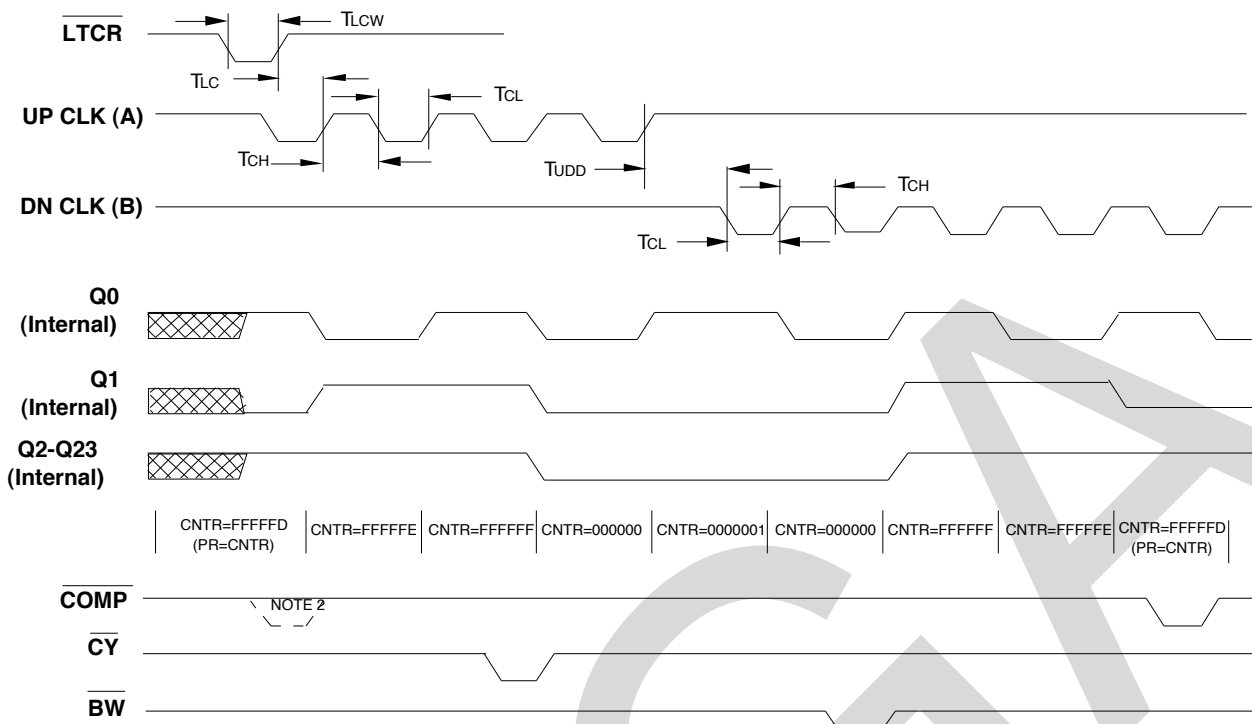 LTCR
TLCW
TLC
UP CLK (A)
TCL
TCH
TUDD
DN CLK (B)
TCH
TCL
Q0
(Internal)
Q1
(Internal)
Q2-Q23
(Internal)
CNTR=FFFFFD
(PR=CNTR)
CNTR=FFFFFE
CNTR=FFFFFF
CNTR=000000
CNTR=0000001
CNTR=000000
CNTR=FFFFFF
CNTR=FFFFFE
CNTR=FFFFFD
(PR=CNTR)
COMP
NOTE 2
CY
BW